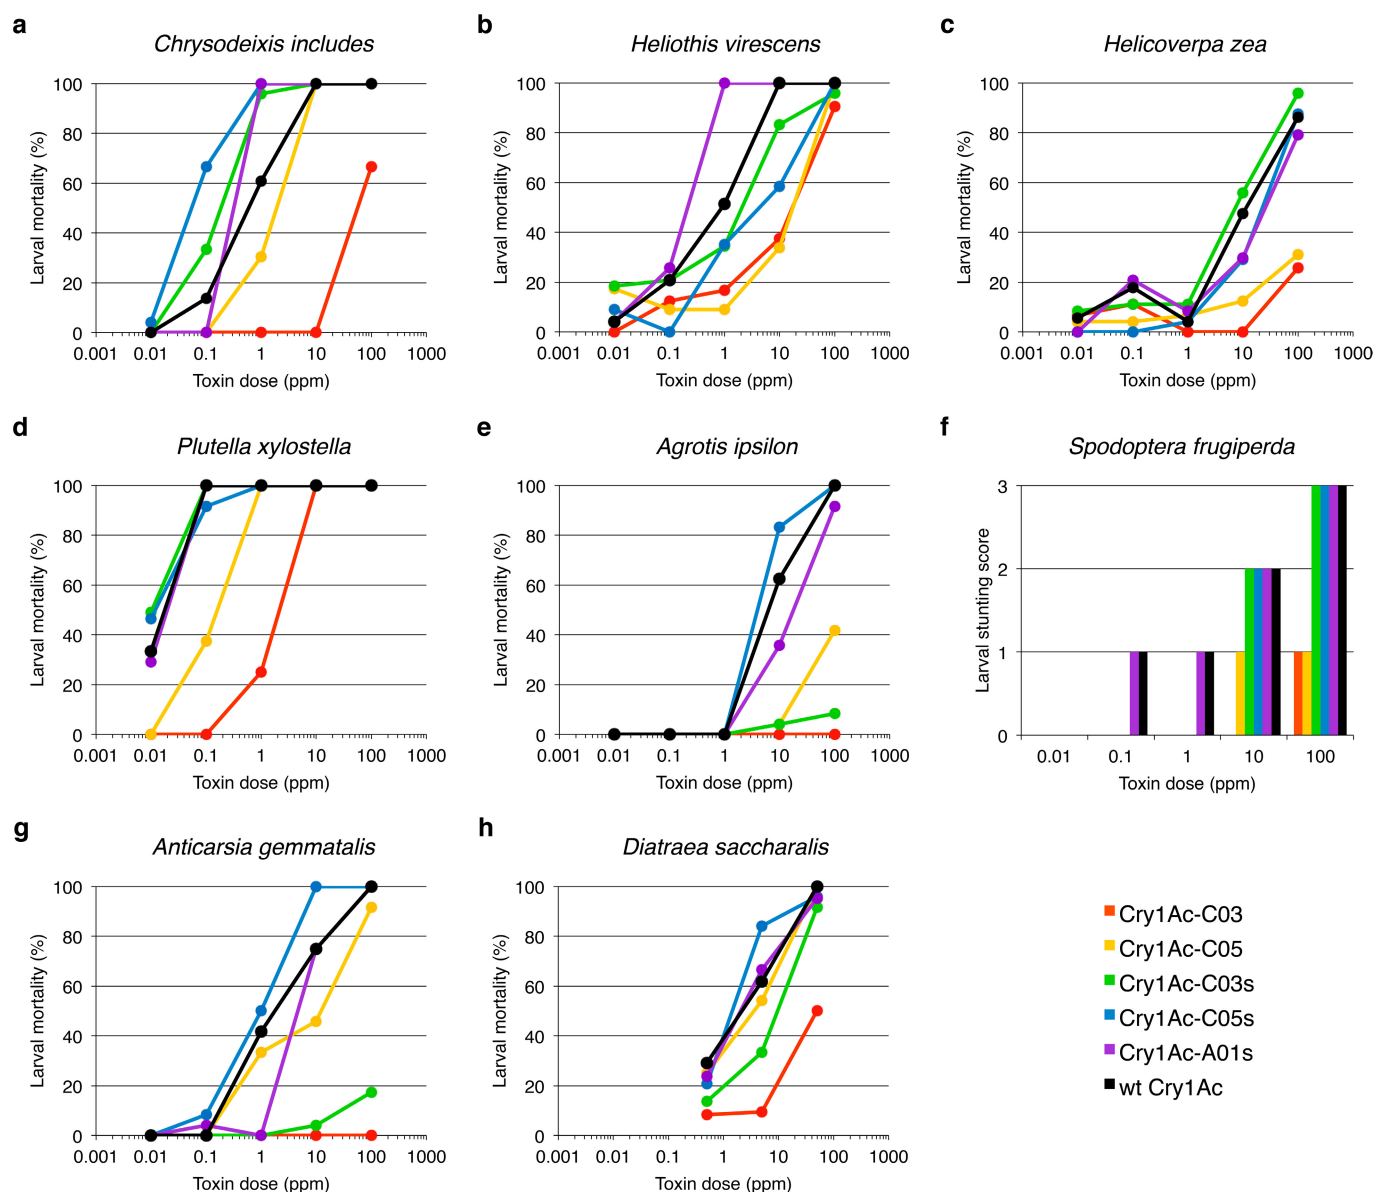 a
Chrysodeixis includes
Larval mortality (%)
100
80
60
40
20
0
0.001 0.01 0.1 1 10 100 1000
Toxin dose (ppm)
b
Heliothis virescens
Larval mortality (%)
100
80
60
40
20
0
0.001 0.01 0.1 1 10 100 1000
Toxin dose (ppm)
c
Helicoverpa zea
Larval mortality (%)
100
80
60
40
20
0
0.001 0.01 0.1 1 10 100 1000
Toxin dose (ppm)
d
Plutella xylostella
Larval mortality (%)
100
80
60
40
20
0
0.001 0.01 0.1 1 10 100 1000
Toxin dose (ppm)
e
Agrotis ipsilon
Larval mortality (%)
100
80
60
40
20
0
0.001 0.01 0.1 1 10 100 1000
Toxin dose (ppm)
f
Spodoptera frugiperda
Larval stunting score
3
2
1
0
0.01 0.1 1 10 100
Toxin dose (ppm)
g
Anticarsia gemmatalis
Larval mortality (%)
100
80
60
40
20
0
0.001 0.01 0.1 1 10 100 1000
Toxin dose (ppm)
h
Diatraea saccharalis
Larval mortality (%)
100
80
60
40
20
0
0.001 0.01 0.1 1 10 100 1000
Toxin dose (ppm)
Cry1Ac-C03
Cry1Ac-C05
Cry1Ac-C03s
Cry1Ac-C05s
Cry1Ac-A01s
wt Cry1Ac